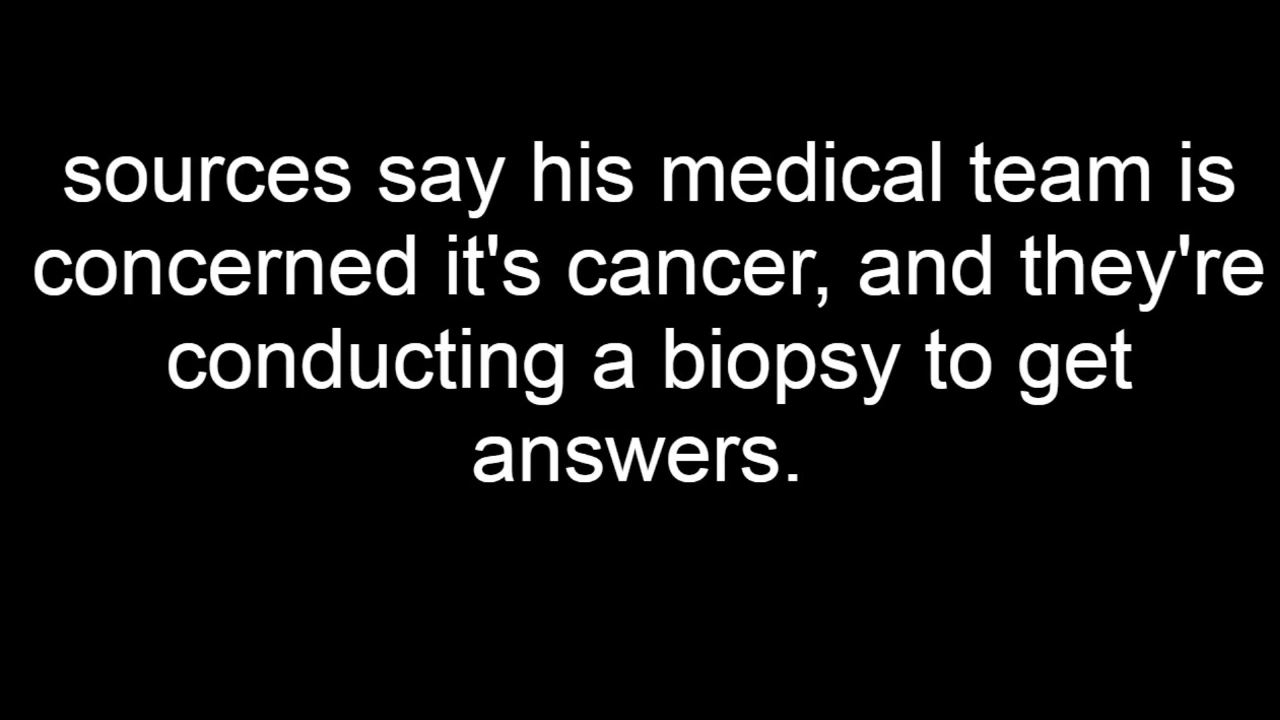 sources say his medical team is
concerned it's cancer, and they're
conducting a biopsy to get
answers.